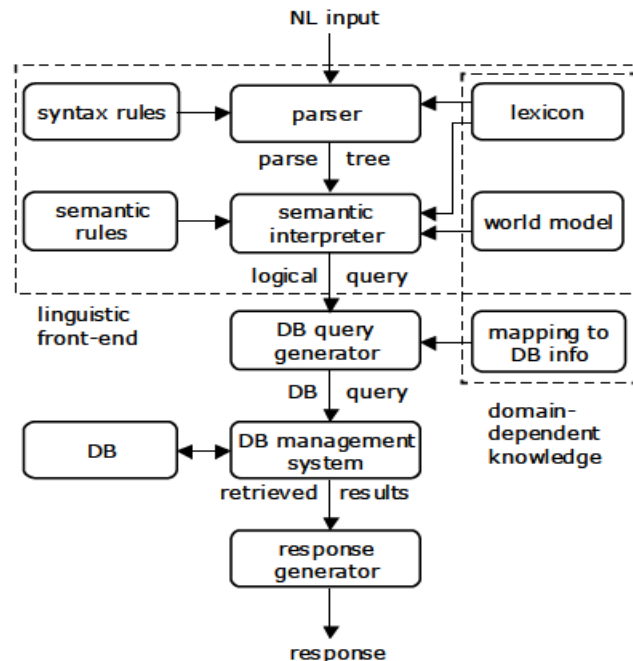 NL input
syntax rules
parser
lexicon
parse tree
semantic
rules
semantic
interpreter
world model
logical query
linguistic
front-end
DB query
generator
mapping to
DB info
DB query
domain-
dependent
knowledge
DB
DB management
system
retrieved results
response
generator
response